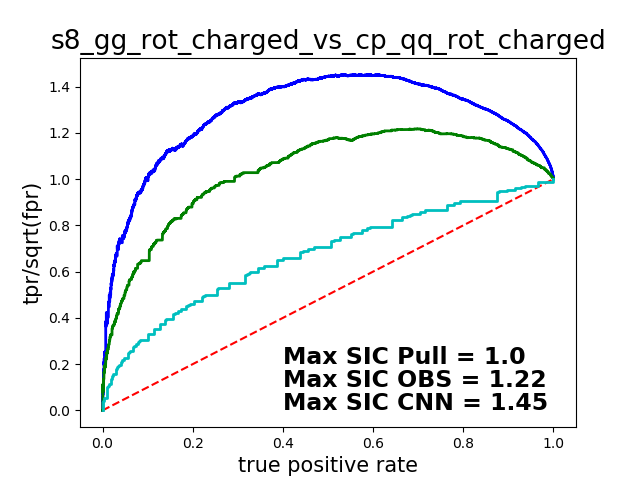 s8_gg_rot_charged_vs_cp_qq_rot_charged
tpr/sqrt(fpr)
1.4
1.2
1.0
0.8
0.6
0.4
0.2
0.0
Max SIC Pull = 1.0
Max SIC OBS = 1.22
Max SIC CNN = 1.45
0.0 0.2 0.4 0.6 0.8 1.0
true positive rate